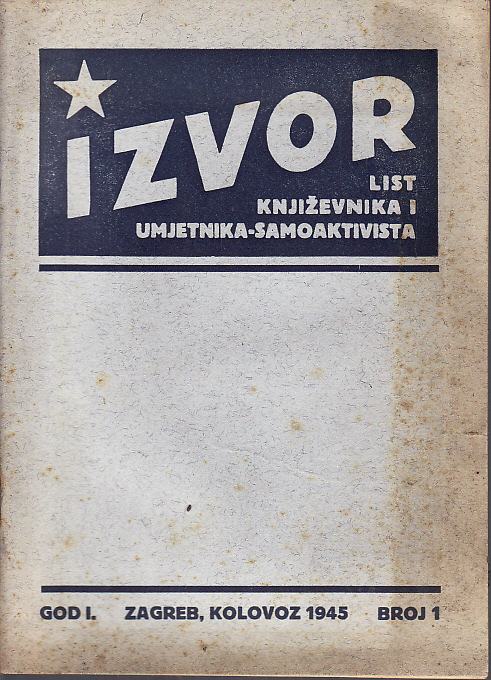 iZVOR
LIST
KNJIŽEVNIKA I
UMJETNIKA-SAMOAKTIVISTA
GOD I. ZAGREB, KOLOVOZ 1945 BROJ 1